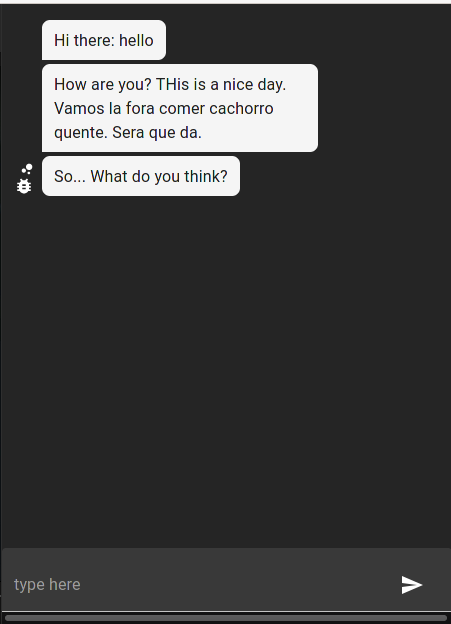 Hi there: hello
How are you? THis is a nice day.
Vamos la fora comer cachorro
quente. Sera que da.
So... What do you think?
type here